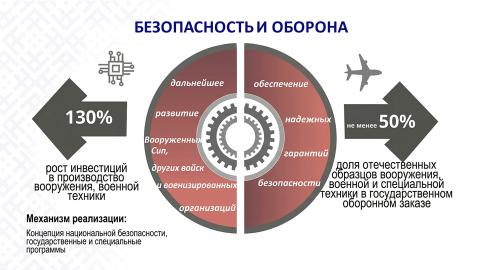 БЕЗОПАСНОСТЬ И ОБОРОНА
130%
рост инвестиций
в производство
вооружения, военной
техники
дальнейшее
развитие
Вооруженных
Сил,
других войск
и военизированных
организаций
обеспечение
надежных
гарантий
безопасности
не менее 50%
доля отечественных
образцов вооружения,
военной и специальной
техники в государственном
оборонном заказе
Механизм реализации:
Концепция национальной безопасности,
государственные и специальные
программы